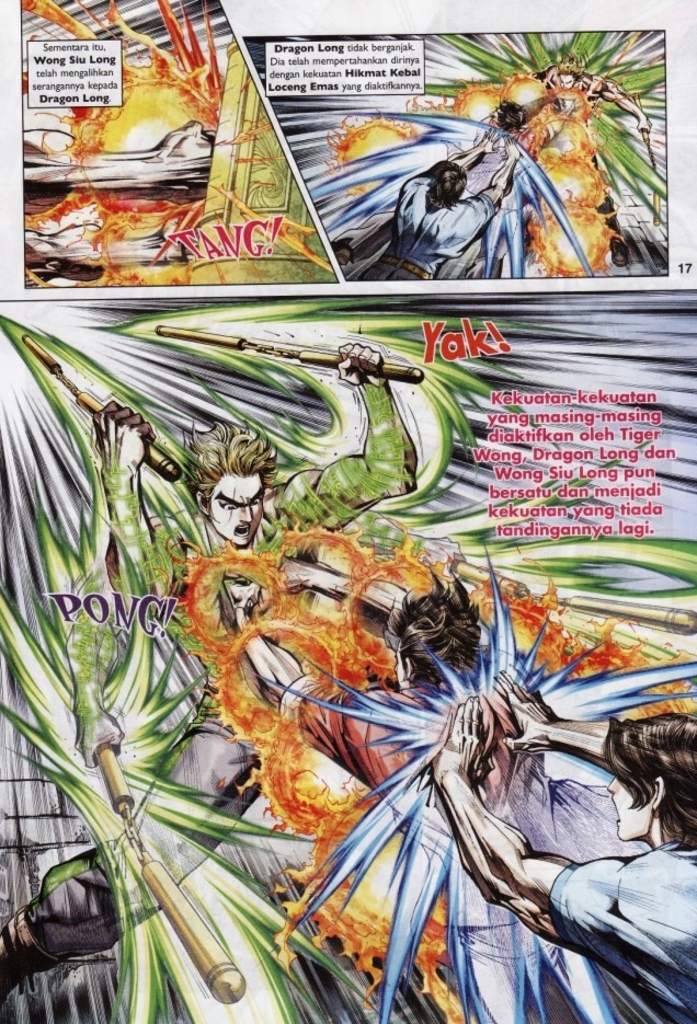 Sementara itu,
Wong Siu Long
telah mengalihkan
serangannya kepada
Dragon Long.
TANG!
Dragon Long tidak berganjak.
Dia telah mempertahankan dirinya
dengan kekuatan Hikmat Kebal
Loceng Emas yang diaktifkannya.
17
Yak!
Kekuatan-kekuatan
yang masing-masing
diaktifkan oleh Tiger
Wong, Dragon Long dan
Wong Siu Long pun
bersatu dan menjadi
kekuatan yang tiada
tandingannya lagi.
PONG!